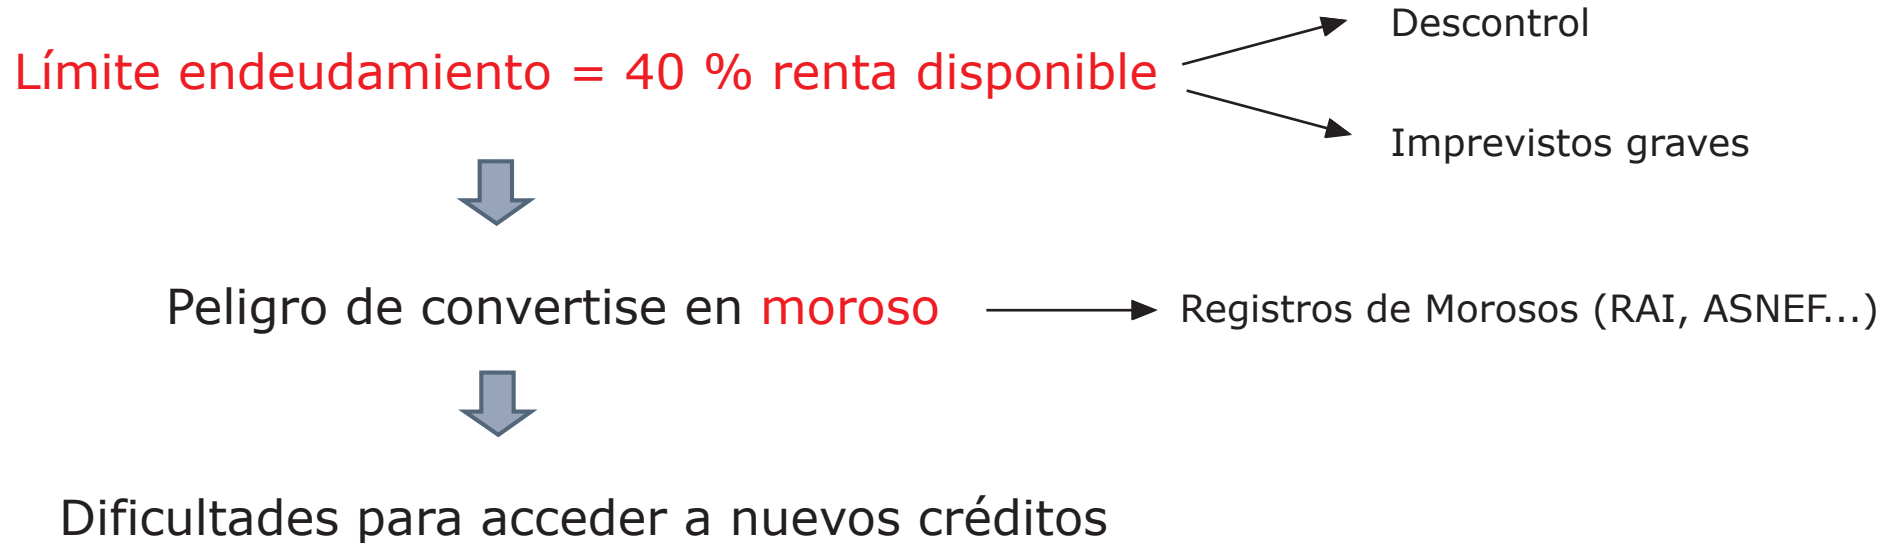 Descontrol
Límite endeudamiento = 40 % renta disponible
Imprevistos graves
Peligro de convertise en moroso
Registros de Morosos (RAI, ASNEF...)
Dificultades para acceder a nuevos créditos